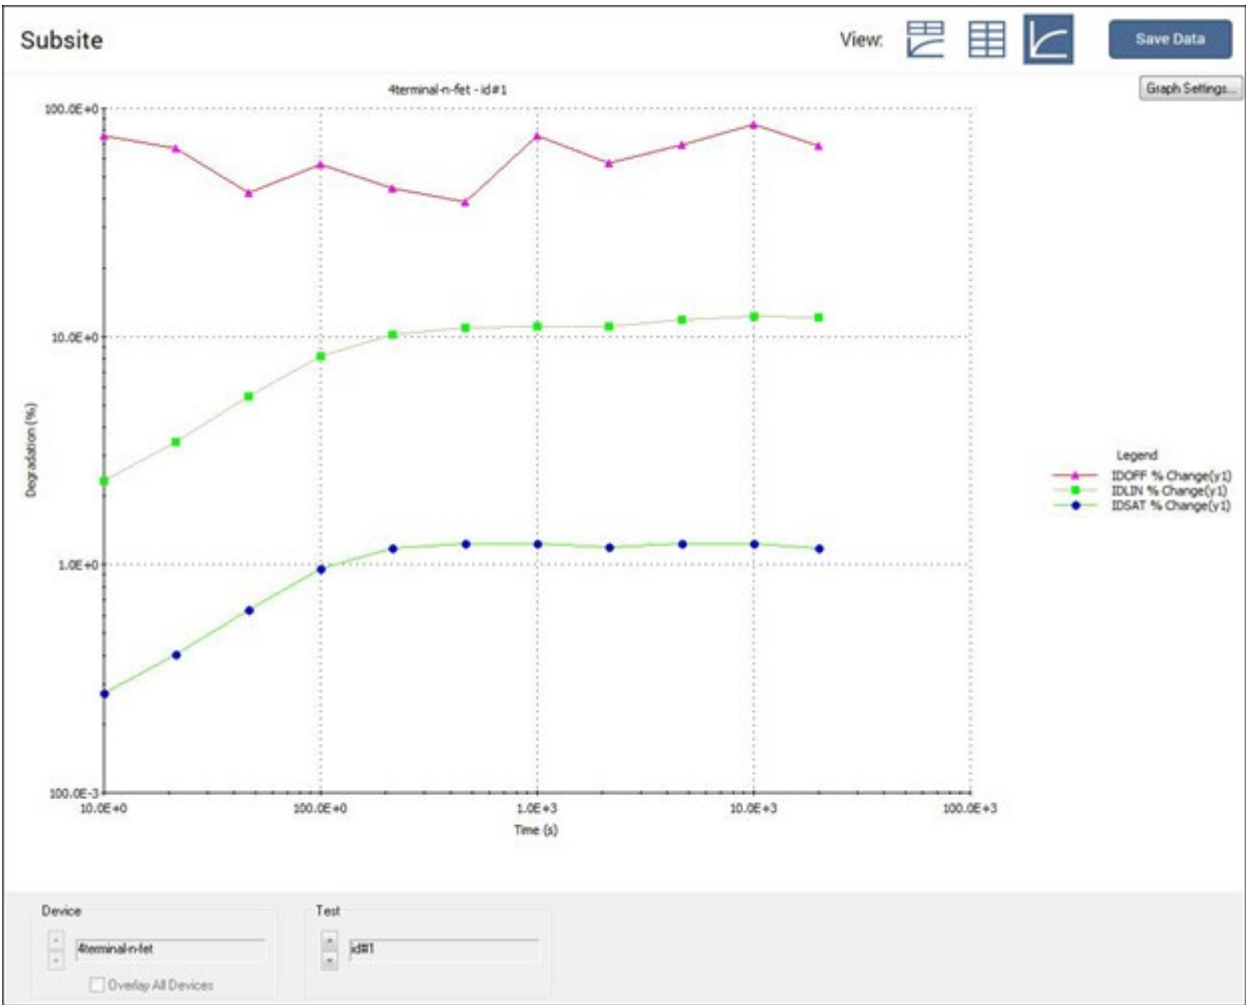 Subsite
View:
Save Data
4terminal-n-fet - id#1
Graph Settings...
100.0E+0
10.0E+0
Degradation (%)
1.0E+0
100.0E-3
10.0E+0 100.0E+0 1.0E+3 10.0E+3 100.0E+3
Time (s)
Legend
IDOFF % Change(y1)
IDLIN % Change(y1)
IDSAT % Change(y1)
Device
4terminal-n-fet
Overlay All Devices
Test
id#1